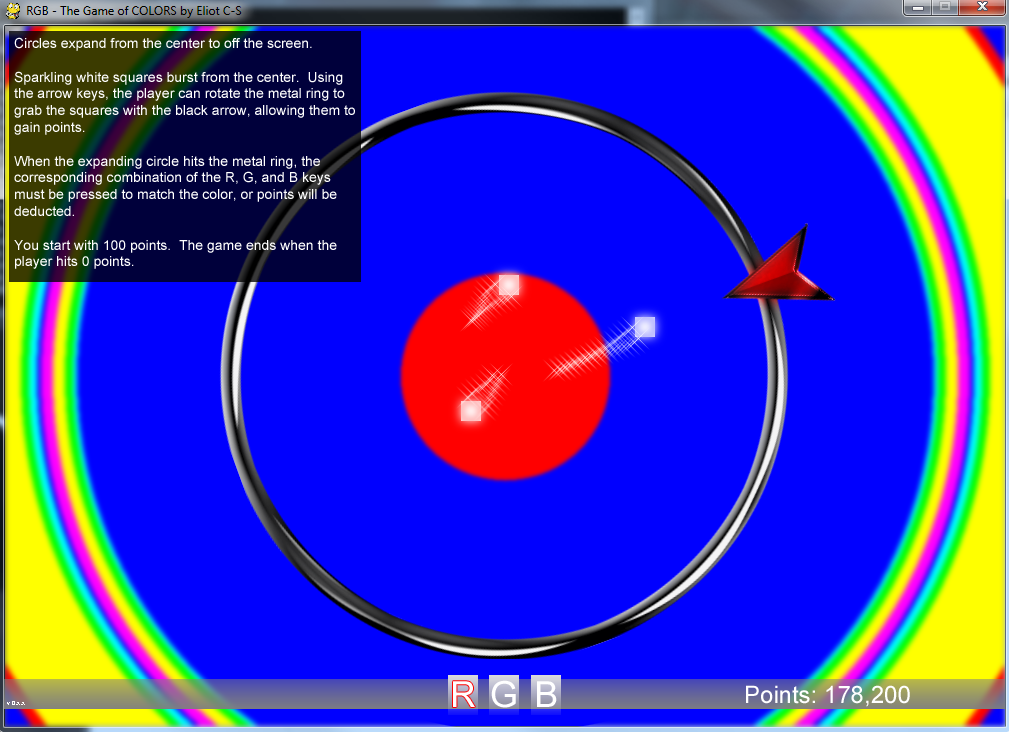 RGB - The Game of COLORS by Eliot C-S
Circles expand from the center to off the screen.
Sparkling white squares burst from the center.  Using
the arrow keys, the player can rotate the metal ring to
grab the squares with the black arrow, allowing them to
gain points.
When the expanding circle hits the metal ring, the
corresponding combination of the R, G, and B keys
must be pressed to match the color, or points will be
deducted.
You start with 100 points.  The game ends when the
player hits 0 points.
R G B
Points: 178,200